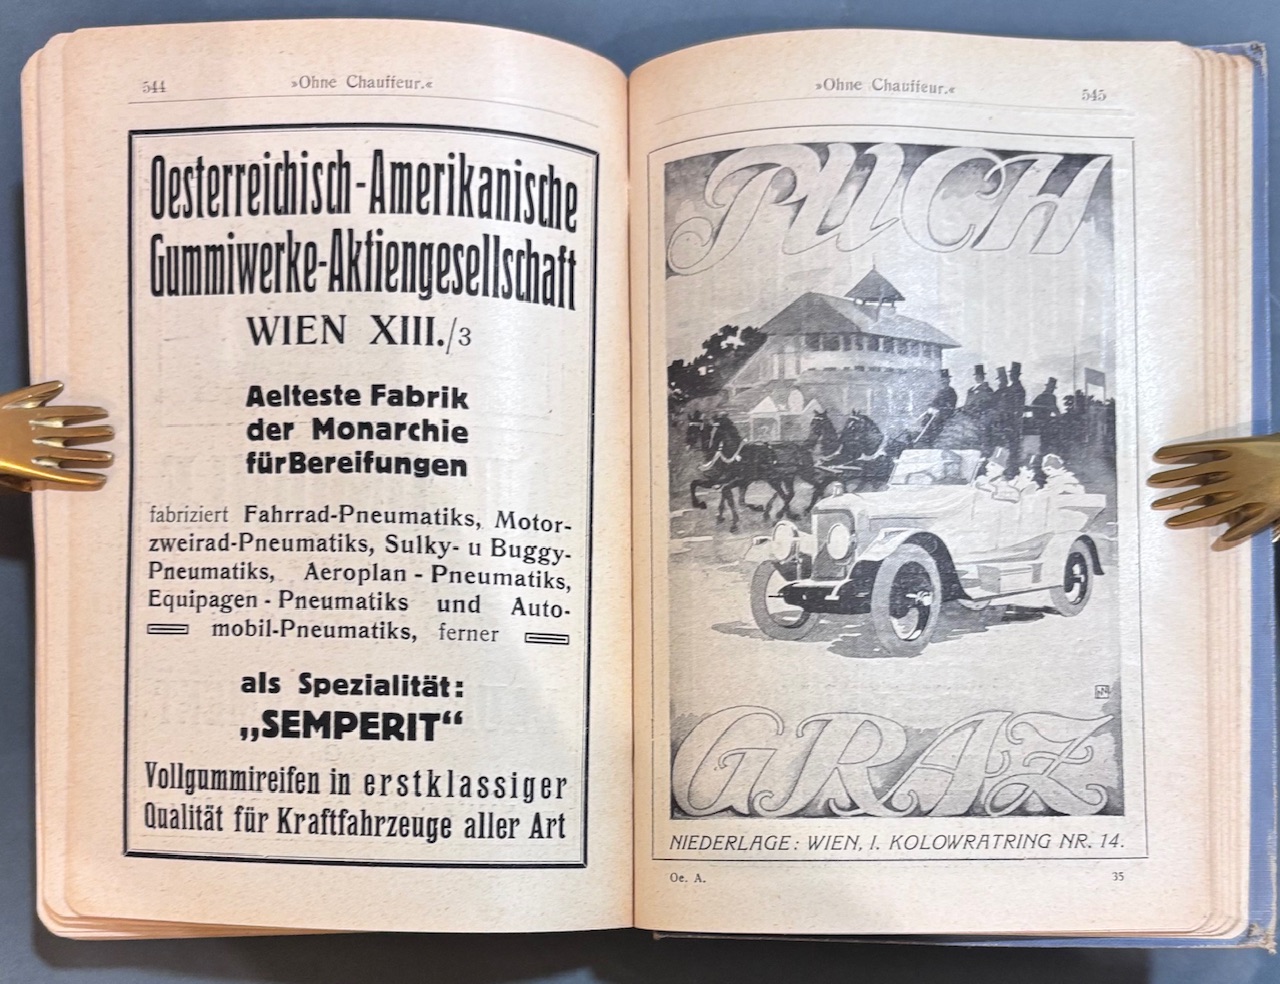 544
»Ohne Chauffeur.«
Oesterreichisch-Amerikanische
Gummiwerke-Aktiengesellschaft
WIEN XIII./3
Aelteste Fabrik
der Monarchie
für Bereifungen
fabriziert Fahrrad-Pneumatiks, Motor-
zweirad-Pneumatiks, Sulky- u Buggy-
Pneumatiks, Aeroplan-Pneumatiks,
Equipagen-Pneumatiks und Auto-
mobil-Pneumatiks, ferner
als Spezialität:
„SEMPERIT“
Vollgummireifen in erstklassiger
Qualität für Kraftfahrzeuge aller Art
»Ohne Chauffeur.«
545
PUCH
GRAZ
NIEDERLAGE: WIEN, I. KOLOWRATRING NR. 14.
Oe. A.
35